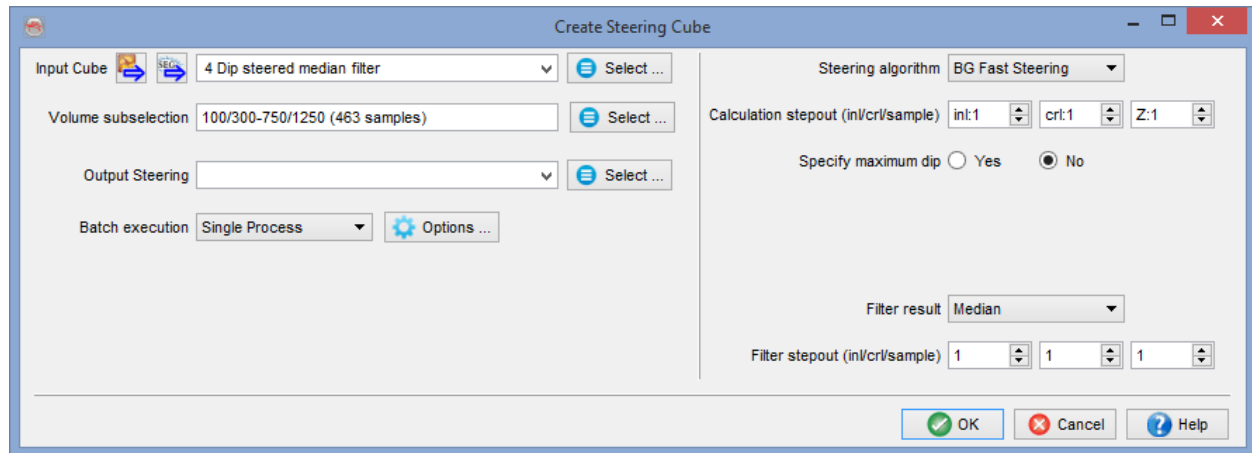 Create Steering Cube
Input Cube SEG 4 Dip steered median filter Select ...
Volume subselection 100/300-750/1250 (463 samples) Select ...
Output Steering Select ...
Batch execution Single Process Options ...
Steering algorithm BG Fast Steering
Calculation stepout (inl/crl/sample) inl:1 crl:1 Z:1
Specify maximum dip Yes No
Filter result Median
Filter stepout (inl/crl/sample) 1 1 1
OK Cancel Help